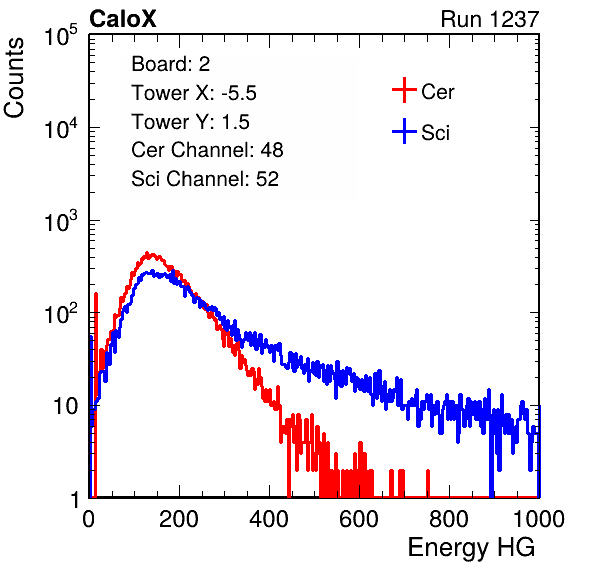 CaloX Run 1237
Counts
10^5
10^4
10^3
10^2
10
1
Board: 2
Tower X: -5.5
Tower Y: 1.5
Cer Channel: 48
Sci Channel: 52
Cer
Sci
0 200 400 600 800 1000
Energy HG